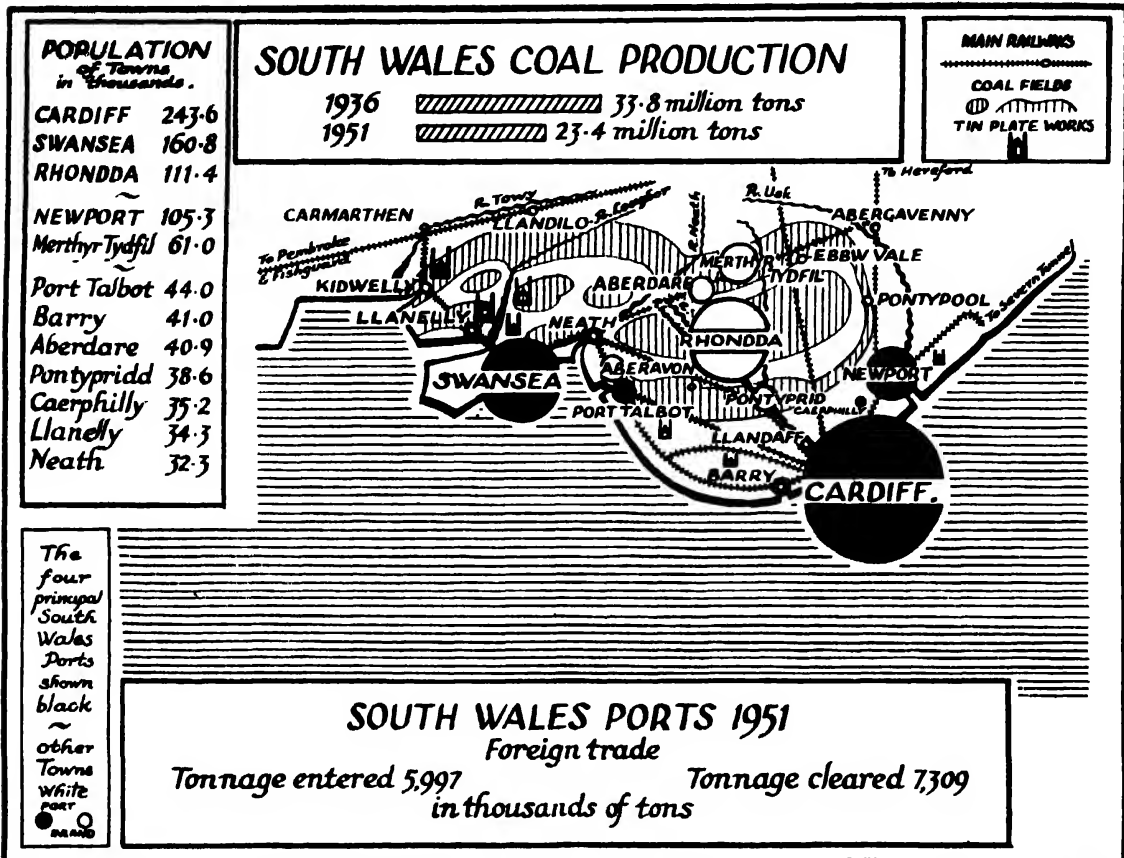 POPULATION
of Towns
in thousands.
CARDIFF 243·6
SWANSEA 160·8
RHONDDA 111·4
~
NEWPORT 105·3
Merthyr Tydfil 61·0
~
Port Talbot 44·0
Barry 41·0
Aberdare 40·9
Pontypridd 38·6
Caerphilly 35·2
Llanelly 34·3
Neath 32·3
SOUTH WALES COAL PRODUCTION
1936 33·8 million tons
1951 23·4 million tons
MAIN RAILWAYS
COAL FIELDS
TIN PLATE WORKS
To Hereford
R. Towy
R. Usk
CARMARTHEN
LLANDILO
R. Loughor
R. Neath
ABERGAVENNY
To Pembroke
& Fishguard
MERTHYR
TYDFIL
EBBW VALE
KIDWELLY
ABERDARE
PONTYPOOL
To Severn Tunnel
LLANELLY
NEATH
RHONDDA
SWANSEA
ABERAVON
NEWPORT
PORT TALBOT
PONTYPRID
CAERPHILLY
LLANDAFF
BARRY
CARDIFF.
The
four
principal
South
Wales
Ports
shown
black
~
other
Towns
White
PORT
INLAND
SOUTH WALES PORTS 1951
Foreign trade
Tonnage entered 5,997 Tonnage cleared 7,309
in thousands of tons